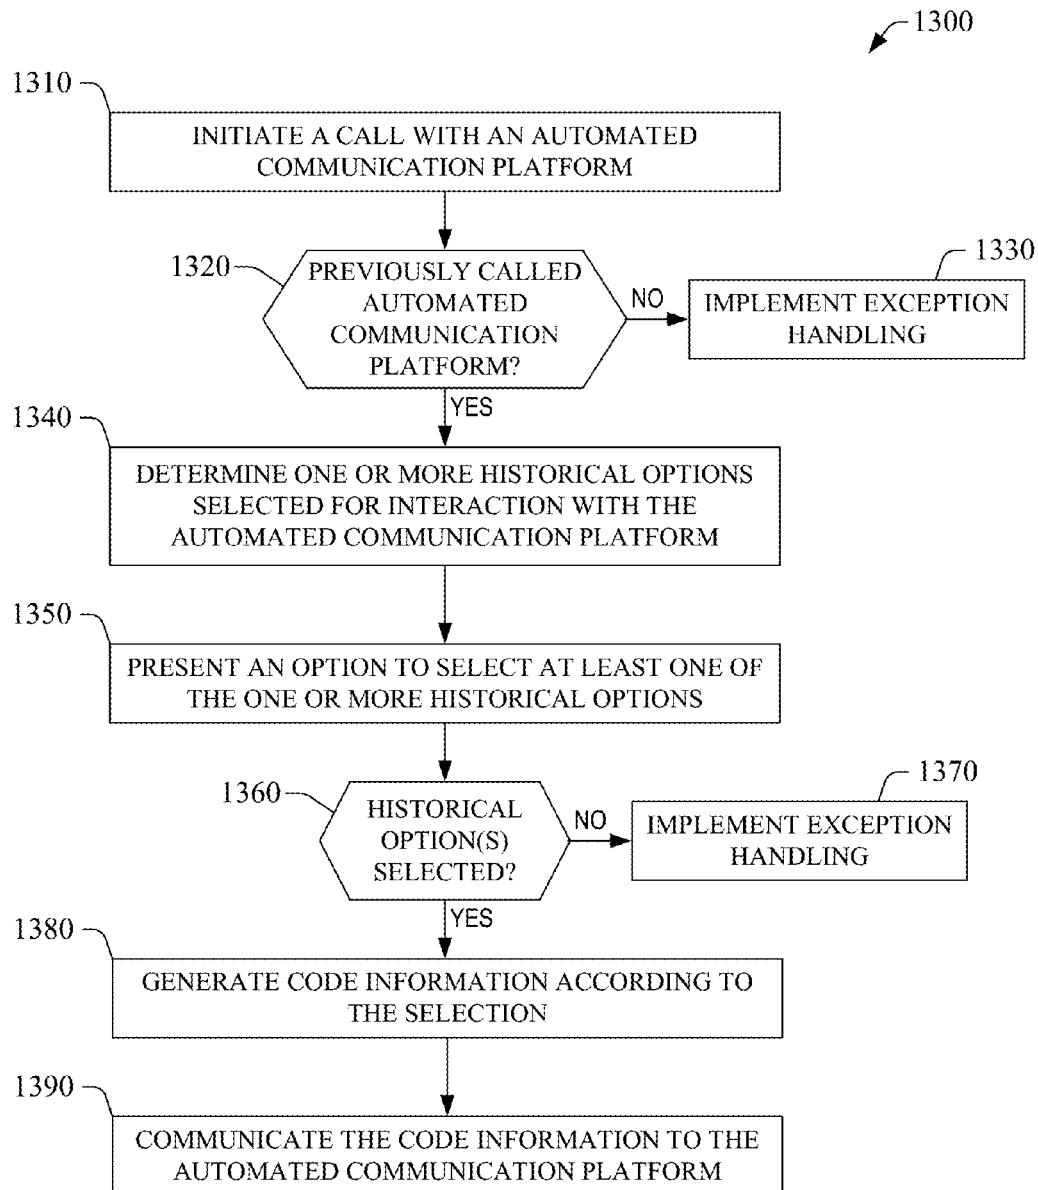 1300
1310
INITIATE A CALL WITH AN AUTOMATED
COMMUNICATION PLATFORM
1320
PREVIOUSLY CALLED
AUTOMATED
COMMUNICATION
PLATFORM?
NO
1330
IMPLEMENT EXCEPTION
HANDLING
YES
1340
DETERMINE ONE OR MORE HISTORICAL OPTIONS
SELECTED FOR INTERACTION WITH THE
AUTOMATED COMMUNICATION PLATFORM
1350
PRESENT AN OPTION TO SELECT AT LEAST ONE OF
THE ONE OR MORE HISTORICAL OPTIONS
1360
HISTORICAL
OPTION(S)
SELECTED?
NO
1370
IMPLEMENT EXCEPTION
HANDLING
YES
1380
GENERATE CODE INFORMATION ACCORDING TO
THE SELECTION
1390
COMMUNICATE THE CODE INFORMATION TO THE
AUTOMATED COMMUNICATION PLATFORM